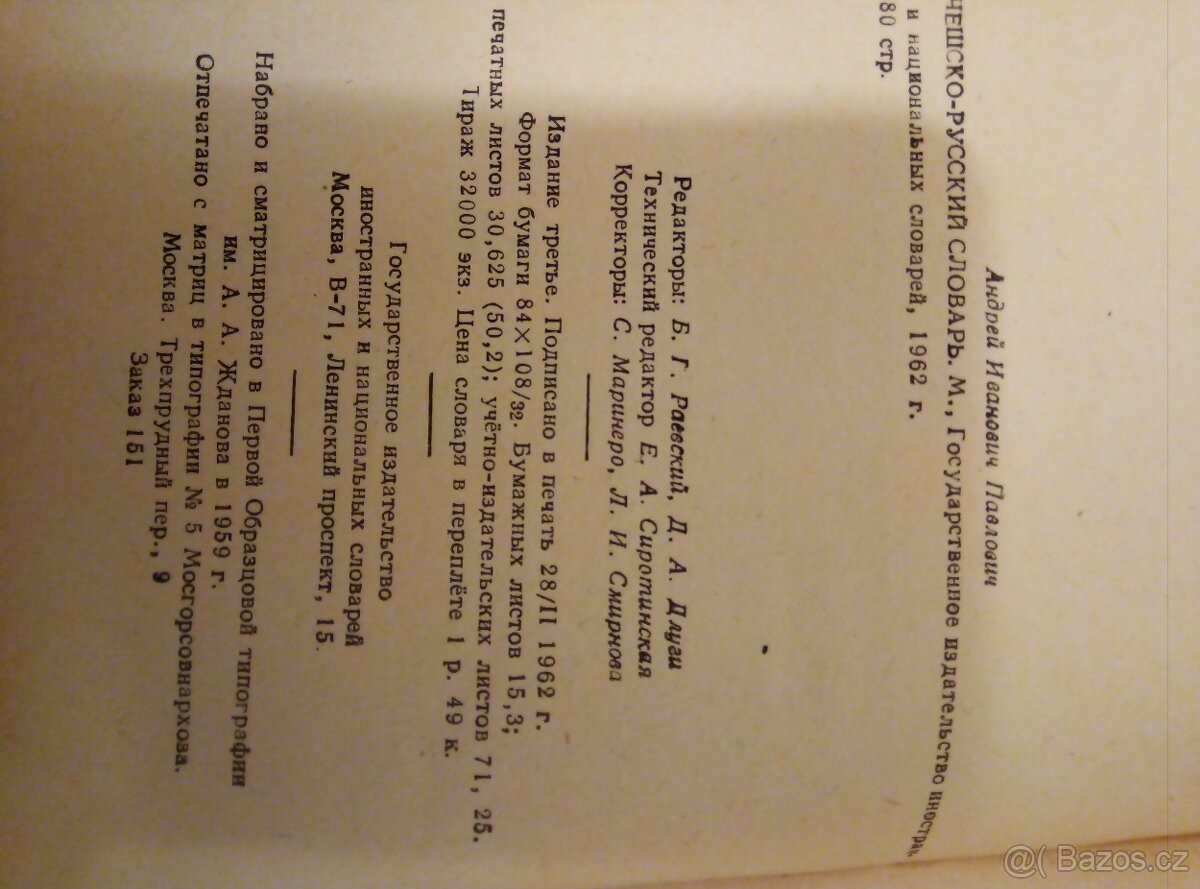 Андрей Иванович Павлович
ЧЕШСКО-РУССКИЙ СЛОВАРЬ. М., Государственное издательство иностран
и национальных словарей, 1962 г.
80 стр.
Редакторы: Б. Г. Раевский, Д. А. Длуги
Технический редактор Е. А. Сиротинская
Корректоры: С. Маринеро, Л. И. Смирнова
Издание третье. Подписано в печать 28/II 1962 г.
Формат бумаги 84×108/32. Бумажных листов 15,3;
печатных листов 30,625 (50,2); учётно-издательских листов 71, 25.
Тираж 32000 экз. Цена словаря в переплёте 1 р. 49 к.
Государственное издательство
иностранных и национальных словарей
Москва, В-71, Ленинский проспект, 15.
Набрано и сматрицировано в Первой Образцовой типографии
им. А. А. Жданова в 1959 г.
Отпечатано с матриц в типографии № 5 Мосгорсовнархоза.
Москва. Трехпрудный пер., 9
Заказ 151
@( Bazos.cz